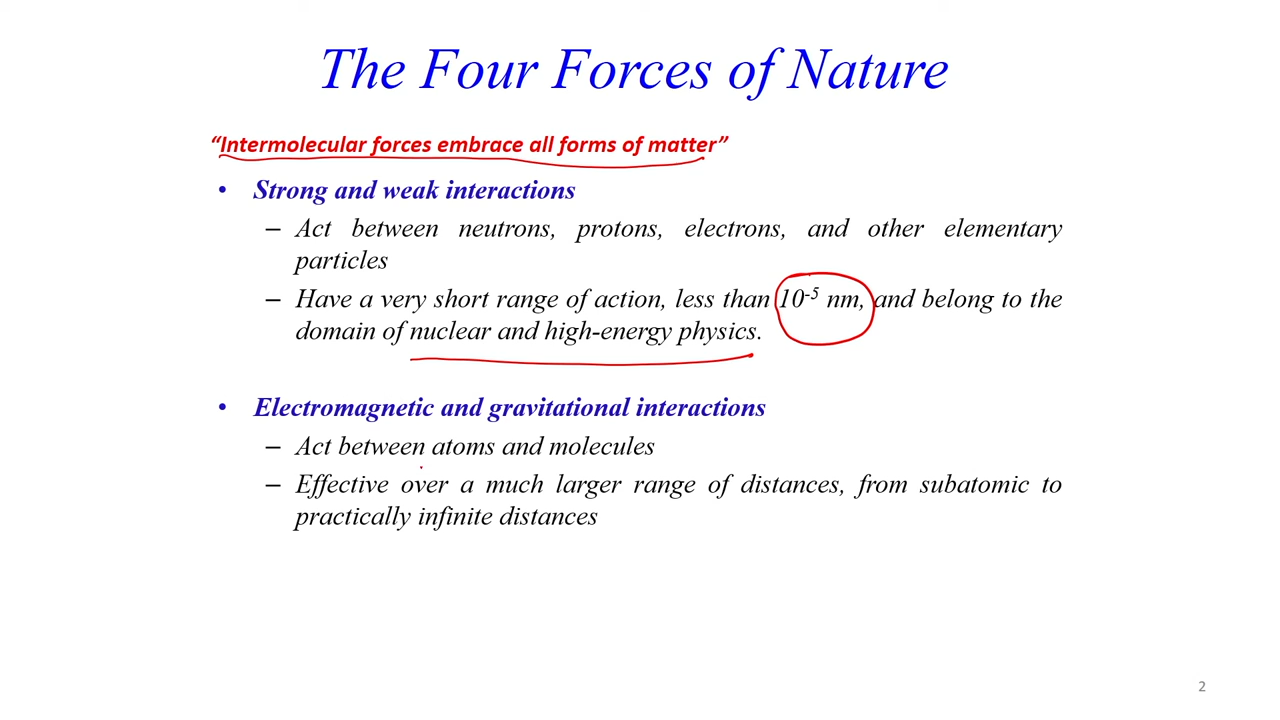 The Four Forces of Nature
“Intermolecular forces embrace all forms of matter”
• Strong and weak interactions
– Act between neutrons, protons, electrons, and other elementary
particles
– Have a very short range of action, less than 10⁻⁵ nm, and belong to the
domain of nuclear and high-energy physics.
• Electromagnetic and gravitational interactions
– Act between atoms and molecules
– Effective over a much larger range of distances, from subatomic to
practically infinite distances
2